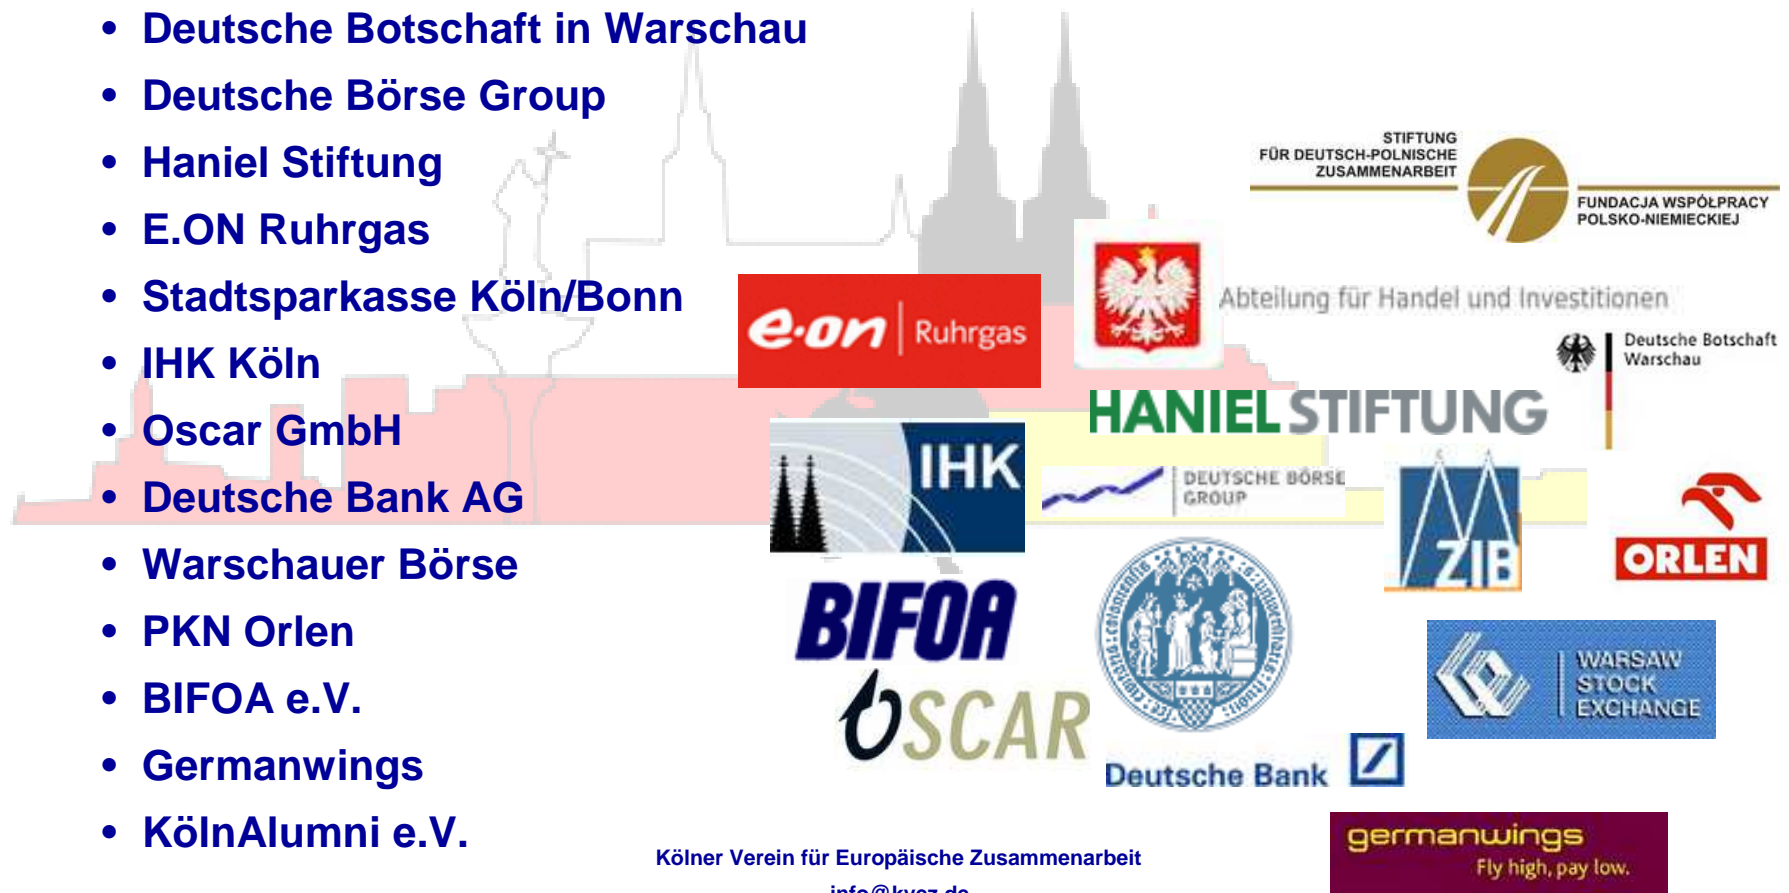 • Deutsche Botschaft in Warschau
• Deutsche Börse Group
• Haniel Stiftung
• E.ON Ruhrgas
• Stadtsparkasse Köln/Bonn
• IHK Köln
• Oscar GmbH
• Deutsche Bank AG
• Warschauer Börse
• PKN Orlen
• BIFOA e.V.
• Germanwings
• KölnAlumni e.V.
STIFTUNG
FÜR DEUTSCH-POLNISCHE
ZUSAMMENARBEIT
FUNDACJA WSPÓŁPRACY
POLSKO-NIEMIECKIEJ
e·on Ruhrgas
Abteilung für Handel und Investitionen
Deutsche Botschaft
Warschau
HANIEL STIFTUNG
IHK
DEUTSCHE BÖRSE
GROUP
ZIB
ORLEN
BIFOA
OSCAR
WARSAW
STOCK
EXCHANGE
Deutsche Bank
germanwings
Fly high, pay low.
Kölner Verein für Europäische Zusammenarbeit